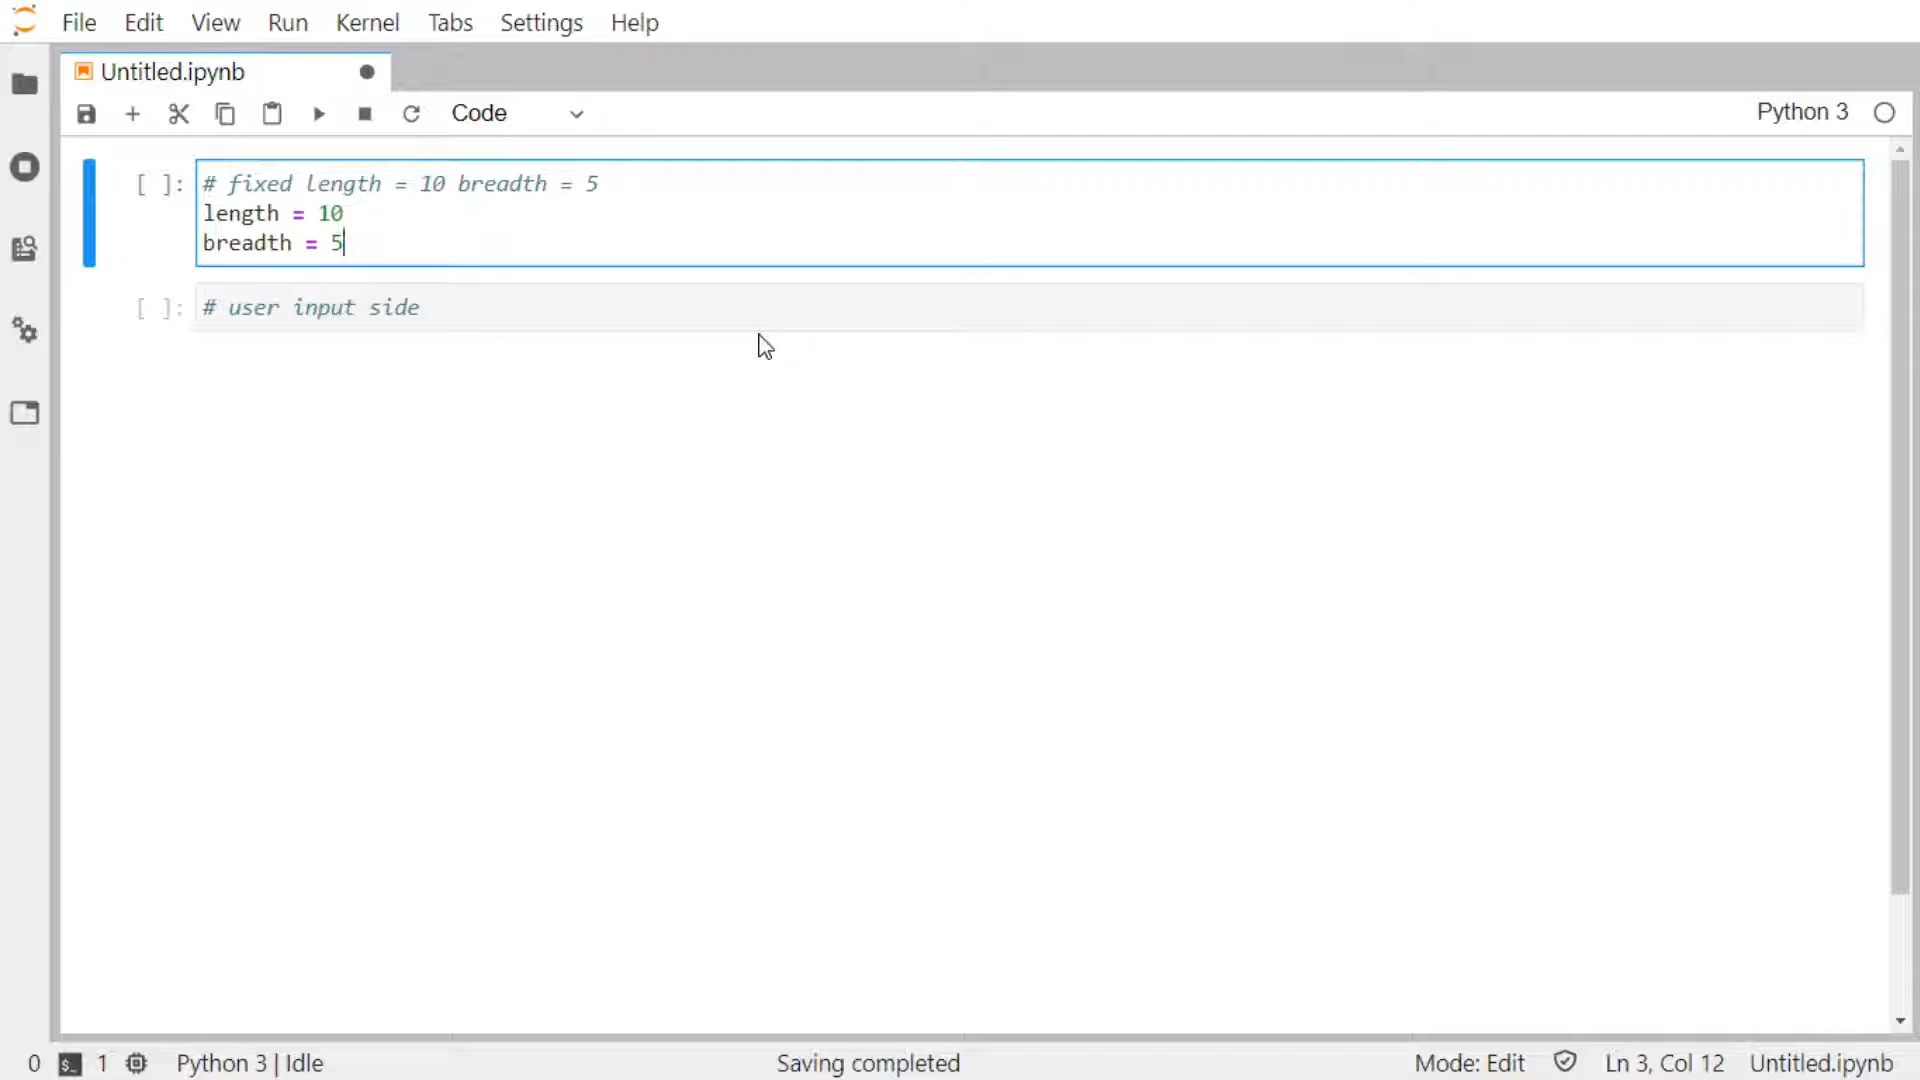 File Edit View Run Kernel Tabs Settings Help
Untitled.ipynb
Code Python 3
[ ]: # fixed length = 10 breadth = 5
length = 10
breadth = 5
[ ]: # user input side
0 $_ 1 Python 3 | Idle Saving completed Mode: Edit Ln 3, Col 12 Untitled.ipynb